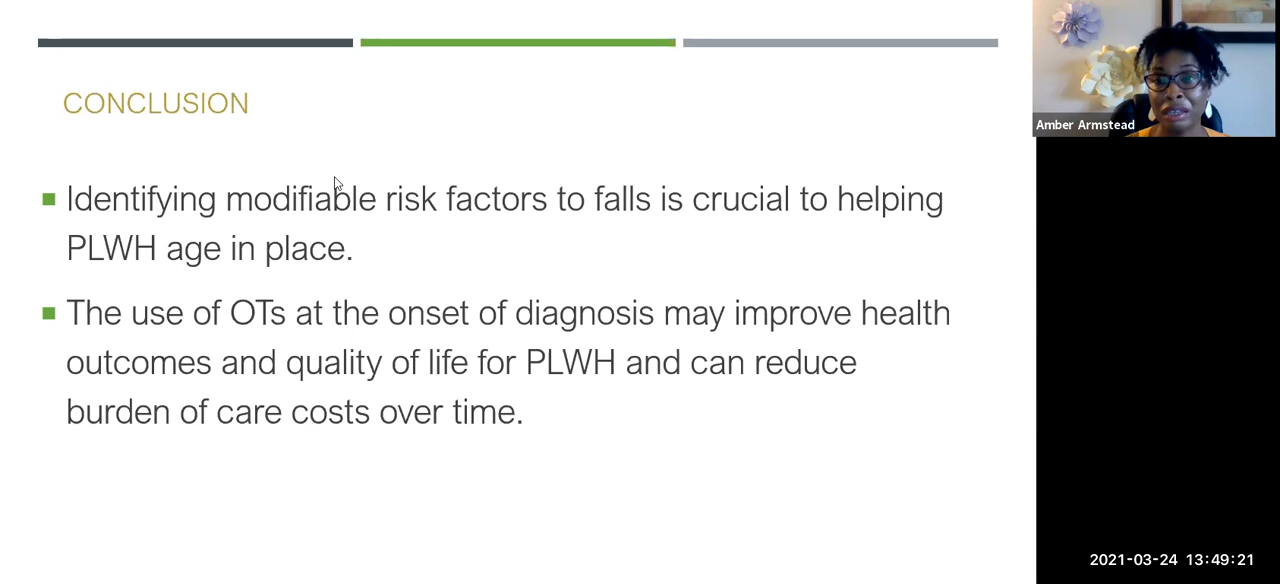 CONCLUSION
Identifying modifiable risk factors to falls is crucial to helping
PLWH age in place.
The use of OTs at the onset of diagnosis may improve health
outcomes and quality of life for PLWH and can reduce
burden of care costs over time.
Amber Armstead
2021-03-24 13:49:21